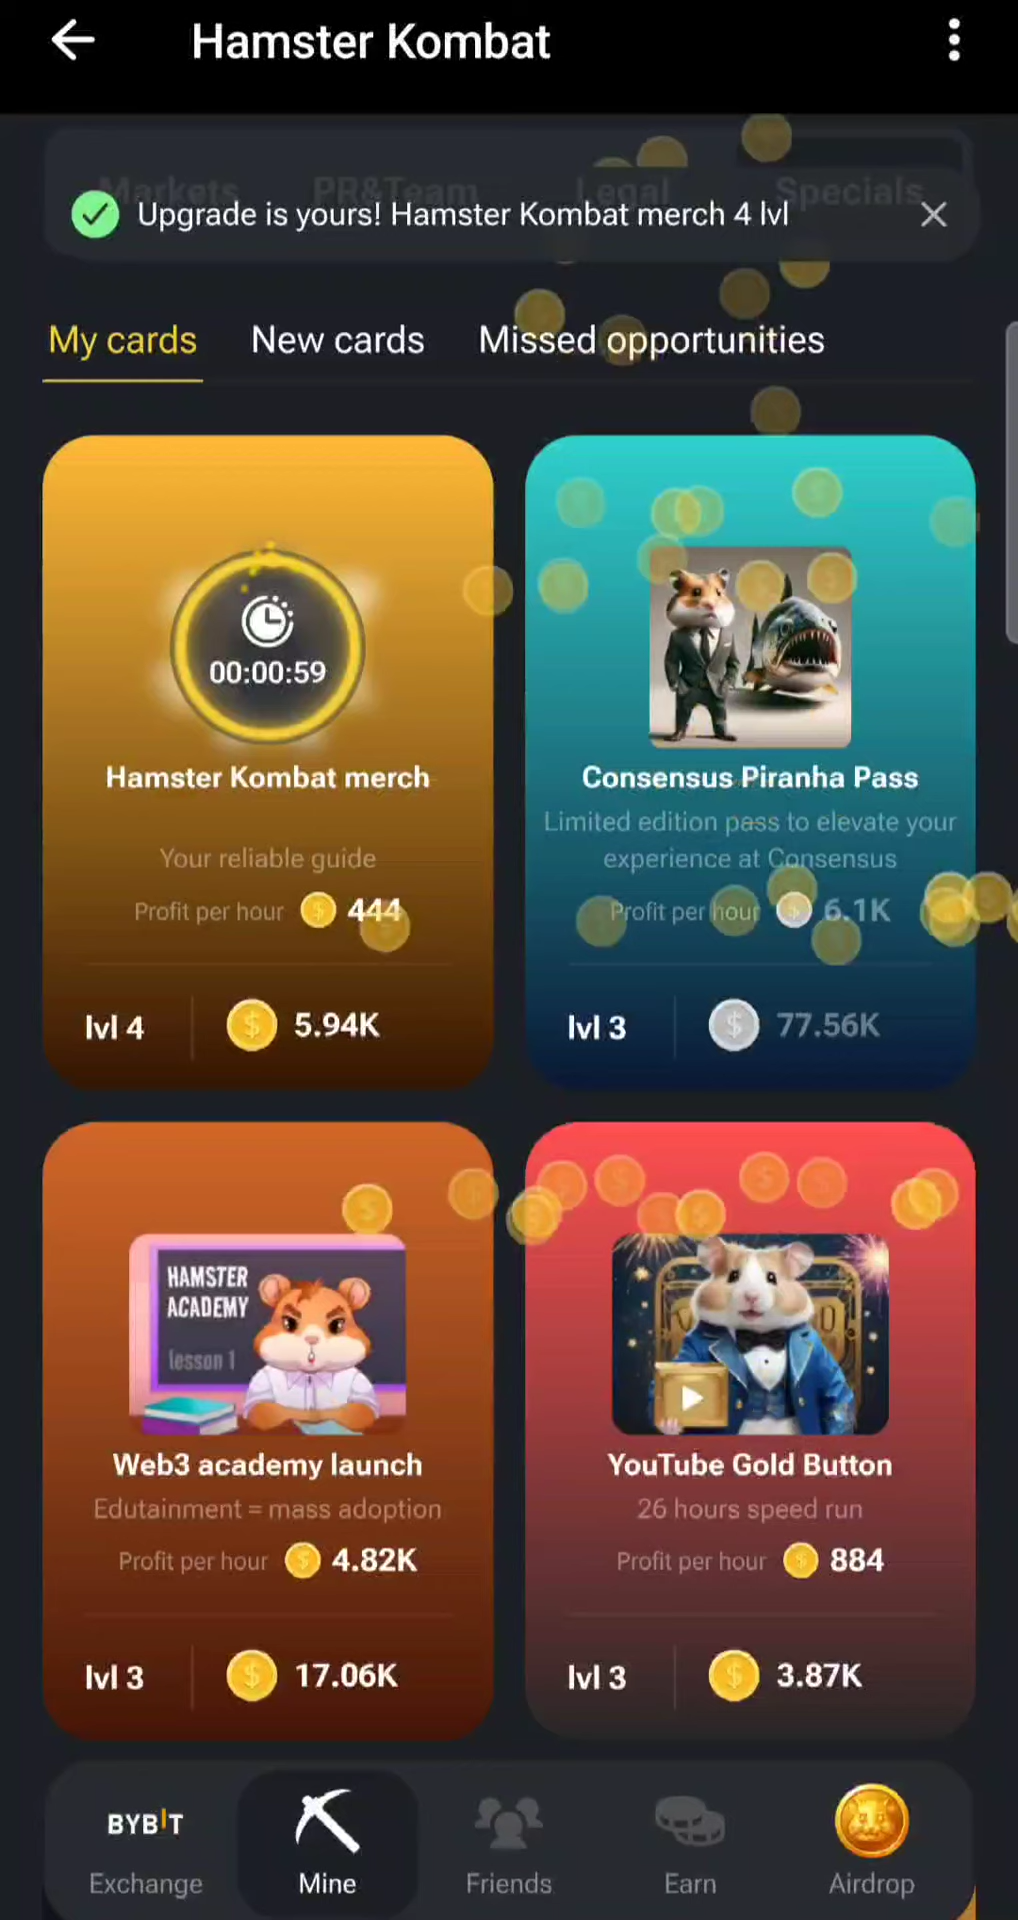 Hamster Kombat
Markets PR&Team Legal Specials
Upgrade is yours! Hamster Kombat merch 4 lvl
My cards New cards Missed opportunities
00:00:59
Hamster Kombat merch
Your reliable guide
Profit per hour 444
lvl 4 5.94K
Consensus Piranha Pass
Limited edition pass to elevate your
experience at Consensus
Profit per hour 6.1K
lvl 3 77.56K
HAMSTER
ACADEMY
lesson 1
Web3 academy launch
Edutainment = mass adoption
Profit per hour 4.82K
lvl 3 17.06K
YouTube Gold Button
26 hours speed run
Profit per hour 884
lvl 3 3.87K
BYBIT
Exchange Mine Friends Earn Airdrop